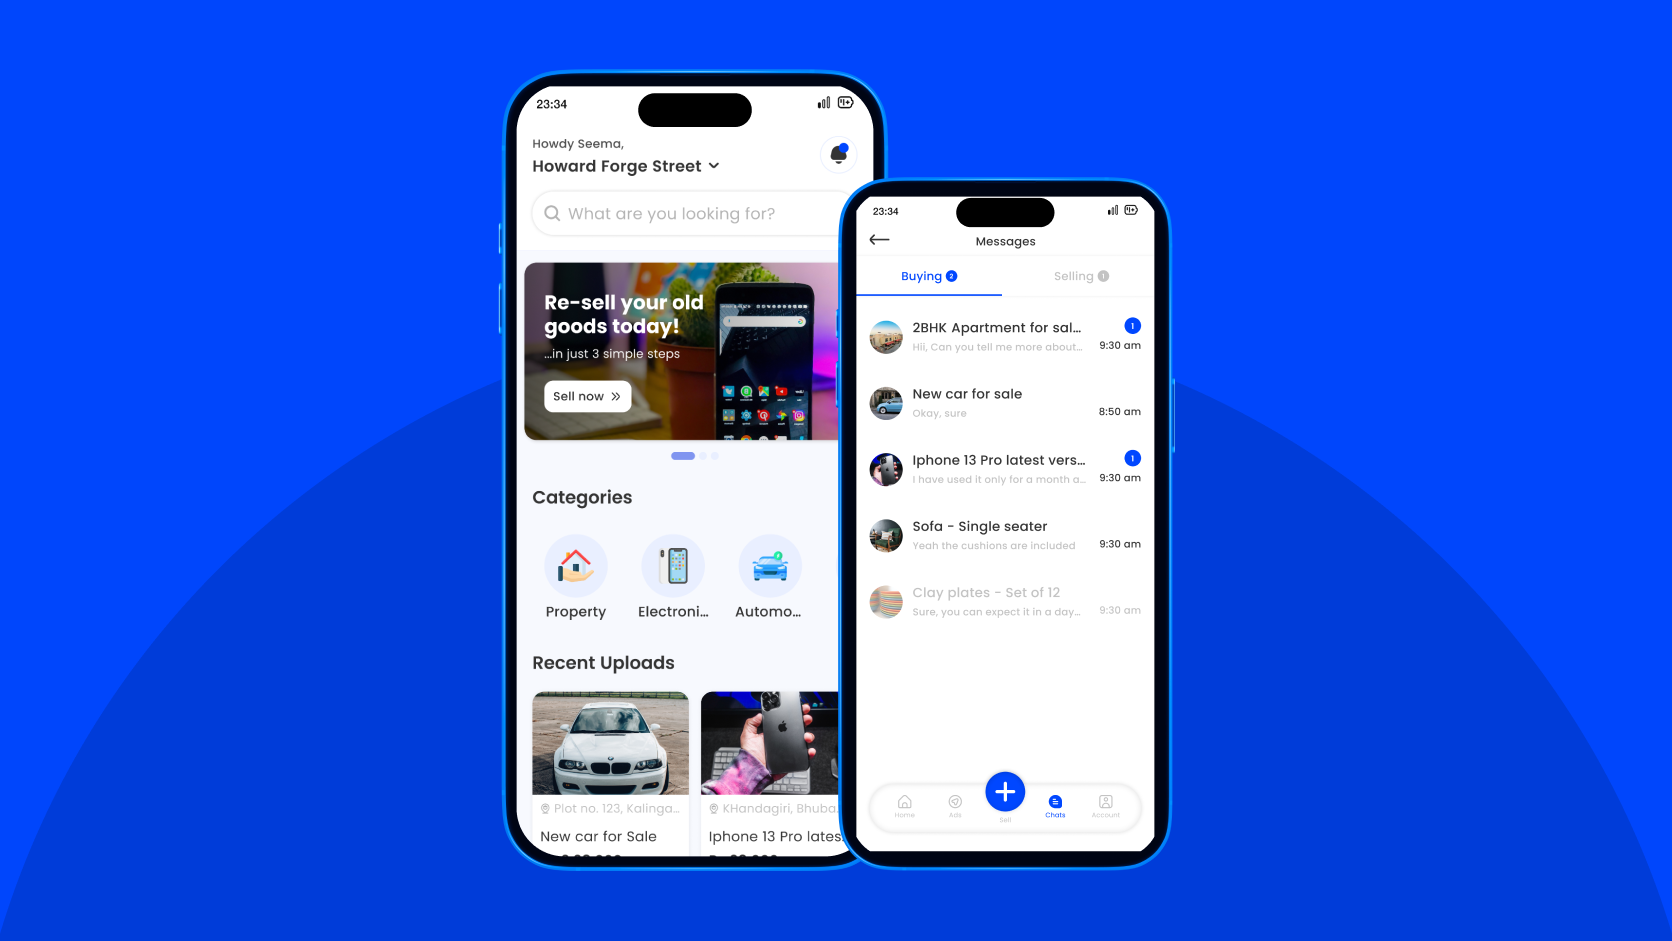 23:34
Howdy Seema,
Howard Forge Street
What are you looking for?
Re-sell your old
goods today!
...in just 3 simple steps
Sell now
Categories
Property
Electroni...
Automo...
Recent Uploads
Plot no. 123, Kalinga...
New car for Sale
KHandagiri, Bhuba.
Iphone 13 Pro lates
23:34
Messages
Buying 2
Selling 1
2BHK Apartment for sal...
1
Hii, Can you tell me more about...
9:30 am
New car for sale
Okay, sure
8:50 am
Iphone 13 Pro latest vers...
1
I have used it only for a month a...
9:30 am
Sofa - Single seater
Yeah the cushions are included
9:30 am
Clay plates - Set of 12
Sure, you can expect it in a day...
9:30 am
Home
Ads
Sell
Chats
Account